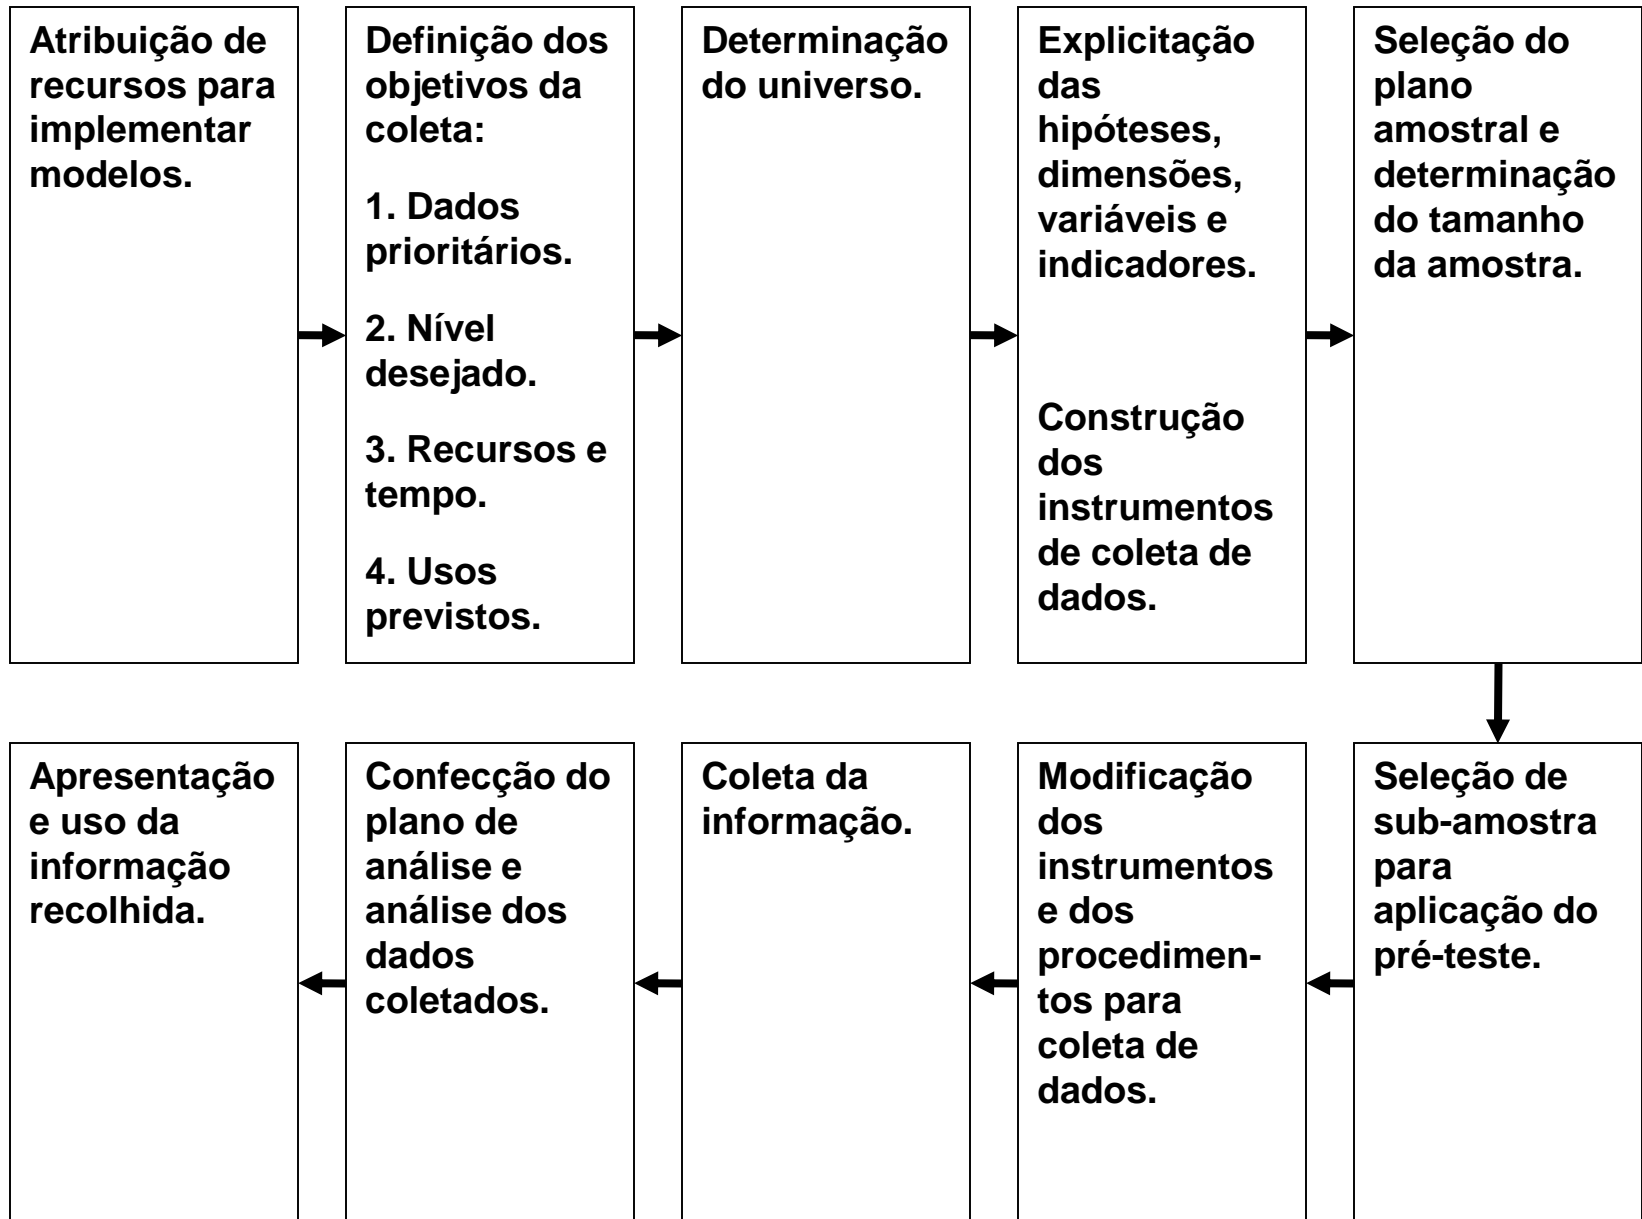 Atribuição de
recursos para
implementar
modelos.
Definição dos
objetivos da
coleta:
1. Dados
prioritários.
2. Nível
desejado.
3. Recursos e
tempo.
4. Usos
previstos.
Determinação
do universo.
Explicitação
das
hipóteses,
dimensões,
variáveis e
indicadores.
Construção
dos
instrumentos
de coleta de
dados.
Seleção do
plano
amostral e
determinação
do tamanho
da amostra.
Seleção de
sub-amostra
para
aplicação do
pré-teste.
Modificação
dos
instrumentos
e dos
procedimen-
tos para
coleta de
dados.
Coleta da
informação.
Confecção do
plano de
análise e
análise dos
dados
coletados.
Apresentação
e uso da
informação
recolhida.